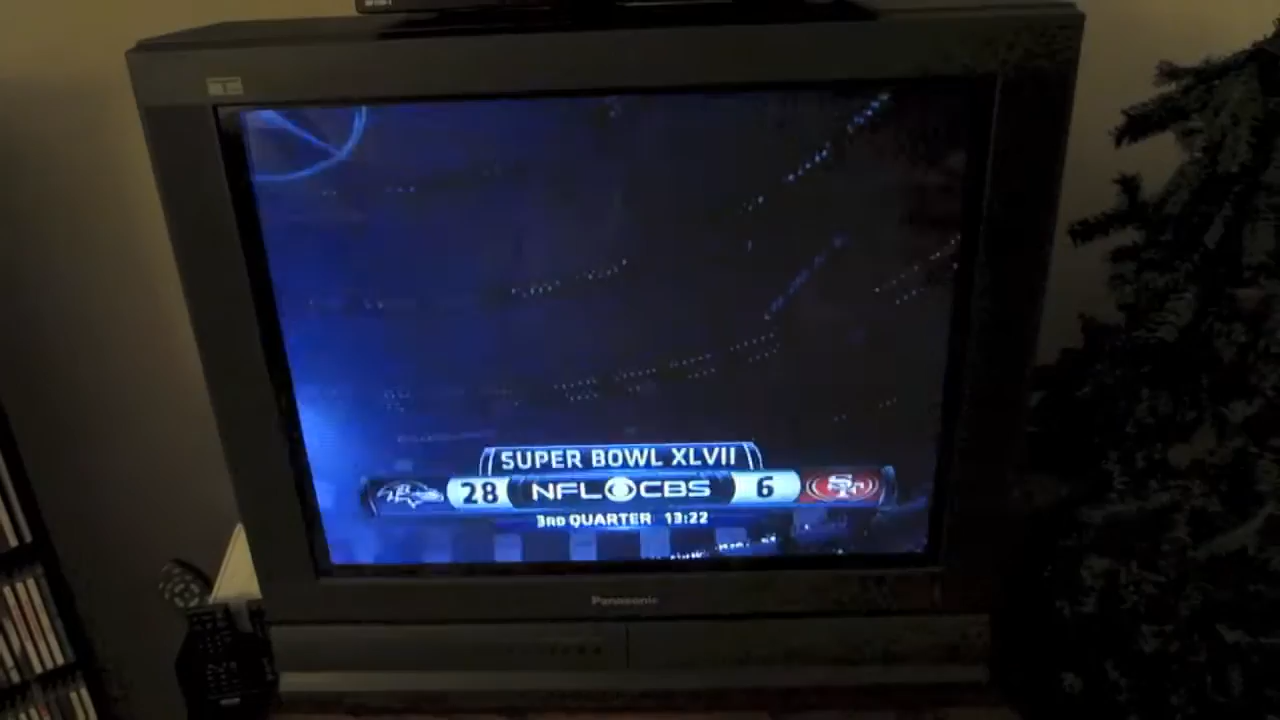 SUPER BOWL XLVII
28 NFL CBS 6
3RD QUARTER 13:22
Panasonic